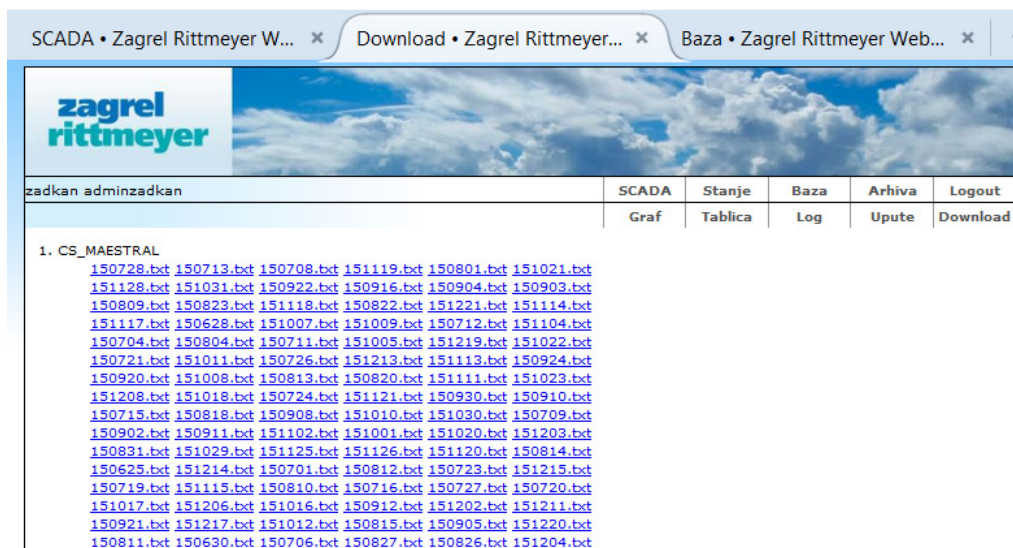 SCADA • Zagrel Rittmeyer W... × Download • Zagrel Rittmeyer... × Baza • Zagrel Rittmeyer Web... ×
zagrel
rittmeyer
zadkan adminzadkan SCADA Stanje Baza Arhiva Logout
Graf Tablica Log Upute Download
1. CS_MAESTRAL
150728.txt 150713.txt 150708.txt 151119.txt 150801.txt 151021.txt
151128.txt 151031.txt 150922.txt 150916.txt 150904.txt 150903.txt
150809.txt 150823.txt 151118.txt 150822.txt 151221.txt 151114.txt
151117.txt 150628.txt 151007.txt 151009.txt 150712.txt 151104.txt
150704.txt 150804.txt 150711.txt 151005.txt 151219.txt 151022.txt
150721.txt 151011.txt 150726.txt 151213.txt 151113.txt 150924.txt
150920.txt 151008.txt 150813.txt 150820.txt 151111.txt 151023.txt
151208.txt 151018.txt 150724.txt 151121.txt 150930.txt 150910.txt
150715.txt 150818.txt 150908.txt 151010.txt 151030.txt 150709.txt
150902.txt 150911.txt 151102.txt 151001.txt 151020.txt 151203.txt
150831.txt 151029.txt 151125.txt 151126.txt 151120.txt 150814.txt
150625.txt 151214.txt 150701.txt 150812.txt 150723.txt 151215.txt
150719.txt 151115.txt 150810.txt 150716.txt 150727.txt 150720.txt
151017.txt 151206.txt 151016.txt 150912.txt 151202.txt 151211.txt
150921.txt 151217.txt 151012.txt 150815.txt 150905.txt 151220.txt
150811.txt 150630.txt 150706.txt 150827.txt 150826.txt 151204.txt